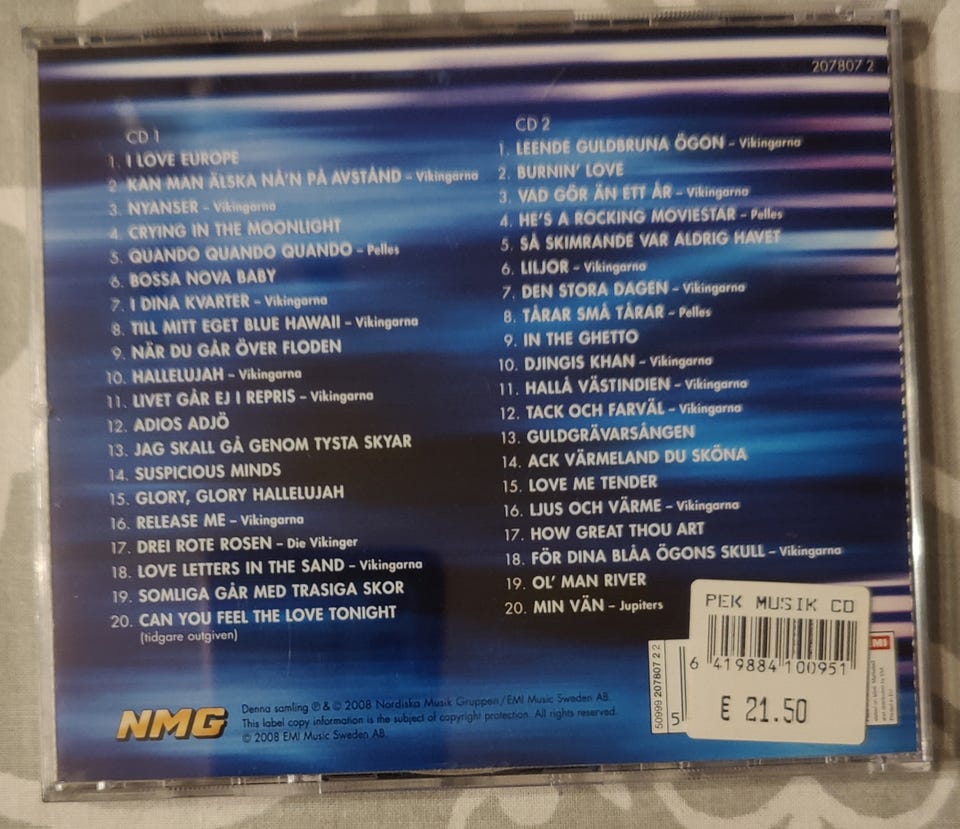 207807 2
CD 1
1. I LOVE EUROPE
2. KAN MAN ÄLSKA NÅ'N PÅ AVSTÅND – Vikingarna
3. NYANSER – Vikingarna
4. CRYING IN THE MOONLIGHT
5. QUANDO QUANDO QUANDO – Pelles
6. BOSSA NOVA BABY
7. I DINA KVARTER – Vikingarna
8. TILL MITT EGET BLUE HAWAII – Vikingarna
9. NÄR DU GÅR ÖVER FLODEN
10. HALLELUJAH – Vikingarna
11. LIVET GÅR EJ I REPRIS – Vikingarna
12. ADIOS ADJÖ
13. JAG SKALL GÅ GENOM TYSTA SKYAR
14. SUSPICIOUS MINDS
15. GLORY, GLORY HALLELUJAH
16. RELEASE ME – Vikingarna
17. DREI ROTE ROSEN – Die Vikinger
18. LOVE LETTERS IN THE SAND – Vikingarna
19. SOMLIGA GÅR MED TRASIGA SKOR
20. CAN YOU FEEL THE LOVE TONIGHT
(tidgare outgiven)
CD 2
1. LEENDE GULDBRUNA ÖGON – Vikingarna
2. BURNIN' LOVE
3. VAD GÖR ÄN ETT ÅR – Vikingarna
4. HE'S A ROCKING MOVIESTAR – Pelles
5. SÅ SKIMRANDE VAR ALDRIG HAVET
6. LILJOR – Vikingarna
7. DEN STORA DAGEN – Vikingarna
8. TÅRAR SMÅ TÅRAR – Pelles
9. IN THE GHETTO
10. DJINGIS KHAN – Vikingarna
11. HALLÅ VÄSTINDIEN – Vikingarna
12. TACK OCH FARVÄL – Vikingarna
13. GULDGRÄVARSÅNGEN
14. ACK VÄRMELAND DU SKÖNA
15. LOVE ME TENDER
16. LJUS OCH VÄRME – Vikingarna
17. HOW GREAT THOU ART
18. FÖR DINA BLÅA ÖGONS SKULL – Vikingarna
19. OL' MAN RIVER
20. MIN VÄN – Jupiters
PEK MUSIK CD
6 419884 100951
€ 21.50
50999 207807 2 2
5
EMI
NMG
Denna samling ℗ & © 2008 Nordiska Musik Gruppen/EMI Music Sweden AB.
This label copy information is the subject of copyright protection. All rights reserved.
© 2008 EMI Music Sweden AB